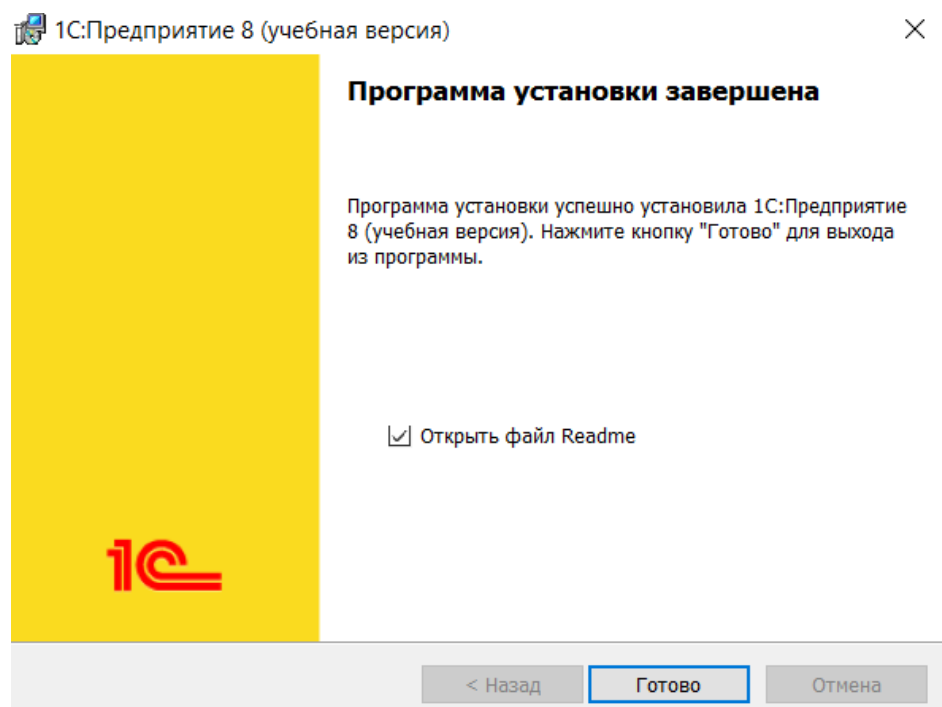 1С:Предприятие 8 (учебная версия)
Программа установки завершена
Программа установки успешно установила 1С:Предприятие
8 (учебная версия). Нажмите кнопку "Готово" для выхода
из программы.
Открыть файл Readme
1С
< Назад
Готово
Отмена